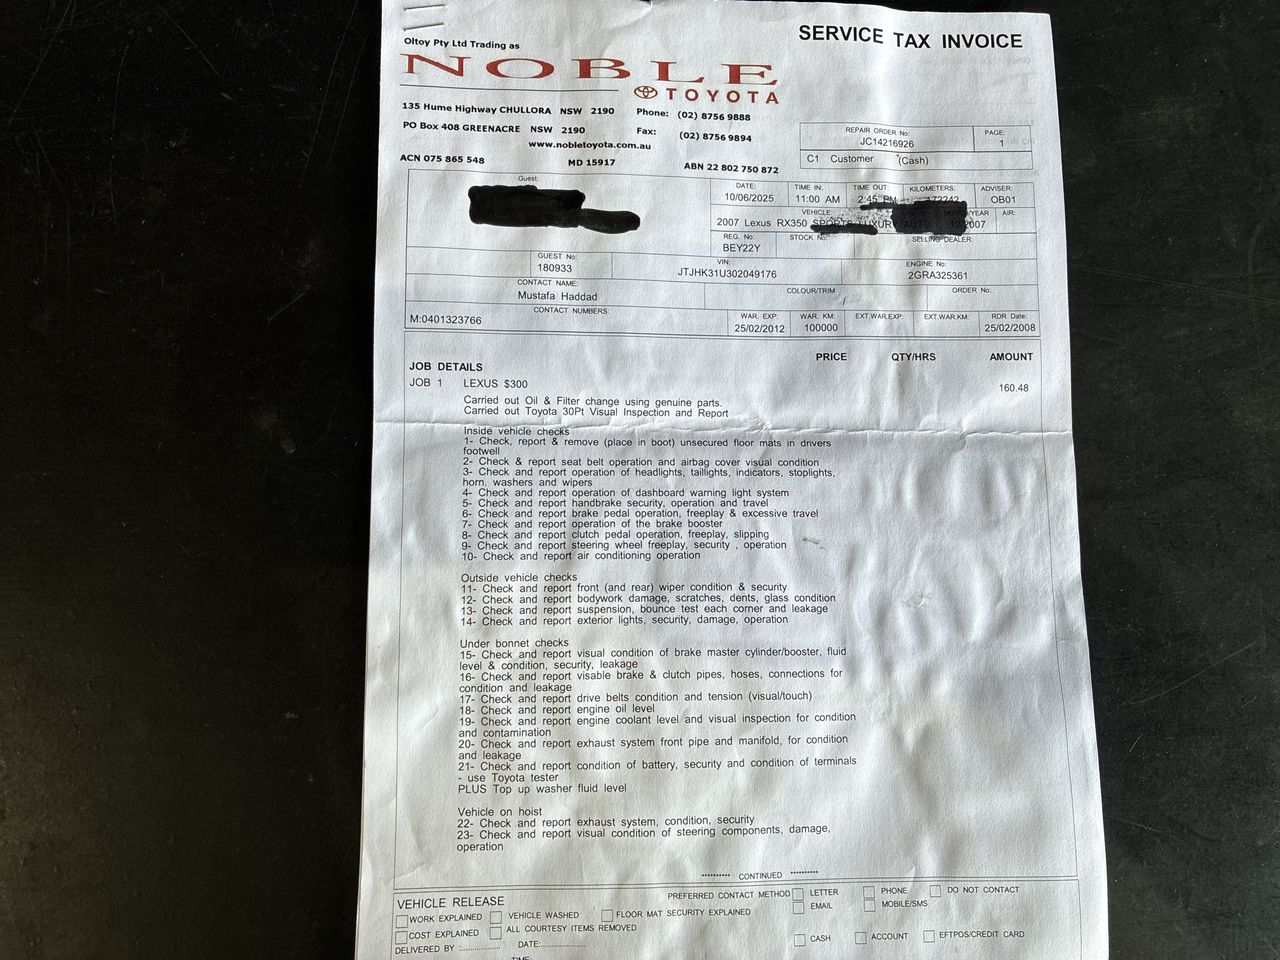 SERVICE TAX INVOICE
Oltoy Pty Ltd Trading as
NOBLE
TOYOTA
135 Hume Highway CHULLORA NSW 2190 Phone: (02) 8756 9888
PO Box 408 GREENACRE NSW 2190 Fax: (02) 8756 9894
www.nobletoyota.com.au
ACN 075 865 548 MD 15917 ABN 22 802 750 872
REPAIR ORDER No: PAGE:
JC14216926 1
C1 Customer (Cash)
Guest:
DATE: TIME IN: TIME OUT: KILOMETERS: ADVISER:
10/06/2025 11:00 AM 2:45 PM 172242 OB01
VEHICLE /YEAR AIR:
2007 Lexus RX350 SPORTS LUXURY AUTO 12/2007
REG. No: STOCK No: SELLING DEALER:
BEY22Y
GUEST No: VIN: ENGINE No:
180933 JTJHK31U302049176 2GRA325361
CONTACT NAME: COLOUR/TRIM ORDER No:
Mustafa Haddad /
CONTACT NUMBERS: WAR. EXP: WAR. KM: EXT.WAR.EXP: EXT.WAR.KM: RDR Date:
M:0401323766 25/02/2012 100000 25/02/2008
JOB DETAILS PRICE QTY/HRS AMOUNT
JOB 1 LEXUS $300 160.48
Carried out Oil & Filter change using genuine parts.
Carried out Toyota 30Pt Visual Inspection and Report
Inside vehicle checks
1- Check, report & remove (place in boot) unsecured floor mats in drivers
footwell
2- Check & report seat belt operation and airbag cover visual condition
3- Check and report operation of headlights, taillights, indicators, stoplights,
horn. washers and wipers
4- Check and report operation of dashboard warning light system
5- Check and report handbrake security, operation and travel
6- Check and report brake pedal operation, freeplay & excessive travel
7- Check and report operation of the brake booster
8- Check and report clutch pedal operation, freeplay, slipping
9- Check and report steering wheel freeplay, security , operation
10- Check and report air conditioning operation
Outside vehicle checks
11- Check and report front (and rear) wiper condition & security
12- Check and report bodywork damage, scratches, dents, glass condition
13- Check and report suspension, bounce test each corner and leakage
14- Check and report exterior lights, security, damage, operation
Under bonnet checks
15- Check and report visual condition of brake master cylinder/booster, fluid
level & condition, security, leakage
16- Check and report visable brake & clutch pipes, hoses, connections for
condition and leakage
17- Check and report drive belts condition and tension (visual/touch)
18- Check and report engine oil level
19- Check and report engine coolant level and visual inspection for condition
and contamination
20- Check and report exhaust system front pipe and manifold, for condition
and leakage
21- Check and report condition of battery, security and condition of terminals
- use Toyota tester
PLUS Top up washer fluid level
Vehicle on hoist
22- Check and report exhaust system, condition, security
23- Check and report visual condition of steering components, damage,
operation
********** CONTINUED **********
VEHICLE RELEASE PREFERRED CONTACT METHOD LETTER PHONE DO NOT CONTACT
WORK EXPLAINED VEHICLE WASHED FLOOR MAT SECURITY EXPLAINED EMAIL MOBILE/SMS
COST EXPLAINED ALL COURTESY ITEMS REMOVED CASH ACCOUNT EFTPOS/CREDIT CARD
DELIVERED BY :.................. DATE:....................
TIME: